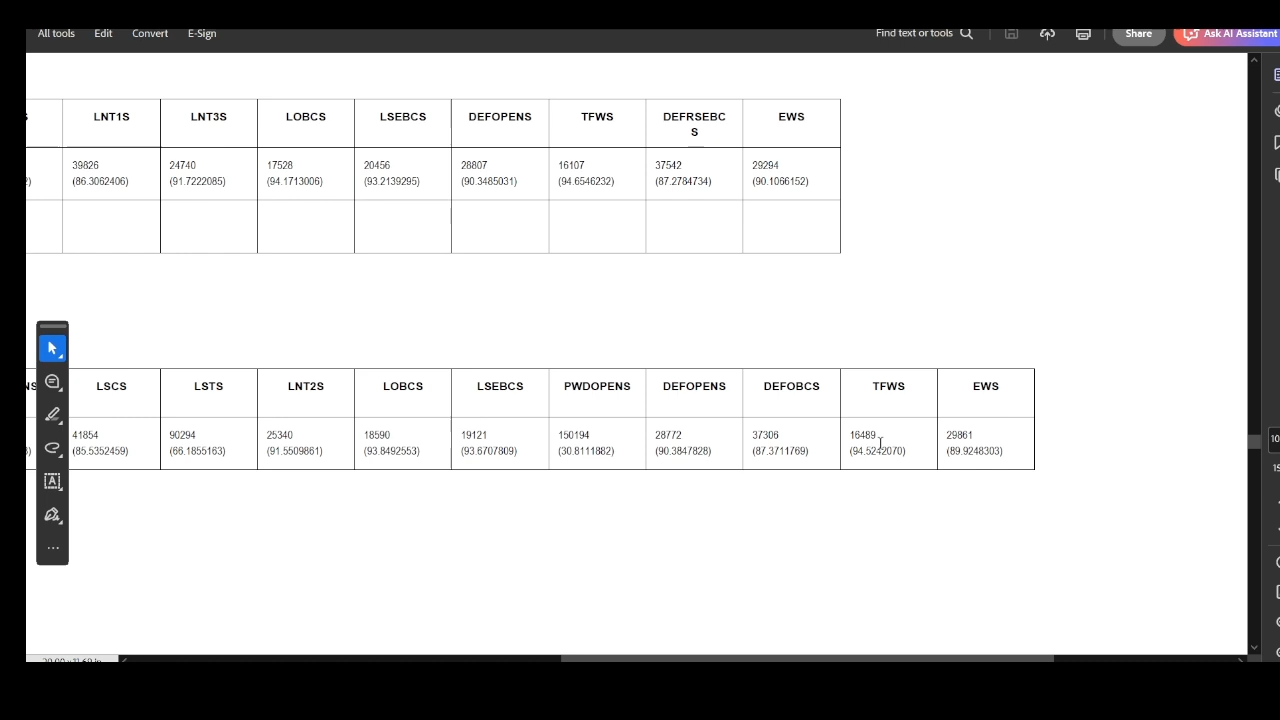 All tools Edit Convert E-Sign Find text or tools Share Ask AI Assistant
S LNT1S LNT3S LOBCS LSEBCS DEFOPENS TFWS DEFRSEBC EWS
S
39826 24740 17528 20456 28807 16107 37542 29294
2) (86.3062406) (91.7222085) (94.1713006) (93.2139295) (90.3485031) (94.6546232) (87.2784734) (90.1066152)
NS LSCS LSTS LNT2S LOBCS LSEBCS PWDOPENS DEFOPENS DEFOBCS TFWS EWS
41854 90294 25340 18590 19121 150194 28772 37306 16489 29861
(85.5352459) (66.1855163) (91.5509861) (93.8492553) (93.6707809) (30.8111882) (90.3847828) (87.3711769) (94.5242070) (89.9248303)